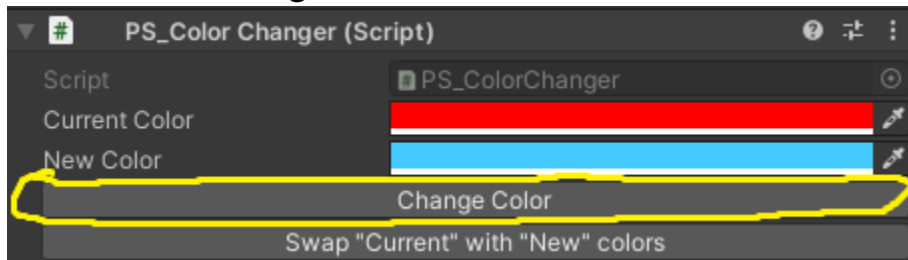 # PS_Color Changer (Script)
Script # PS_ColorChanger
Current Color
New Color
Change Color
Swap "Current" with "New" colors